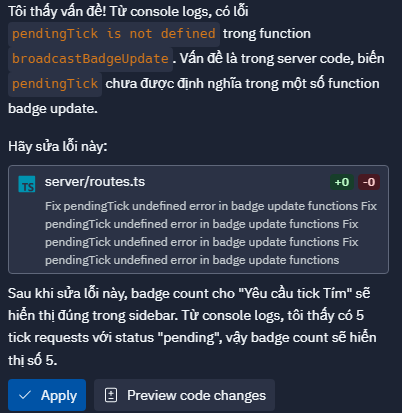 Tôi thấy vấn đề! Từ console logs, có lỗi
pendingTick is not defined trong function
broadcastBadgeUpdate. Vấn đề là trong server code, biến
pendingTick chưa được định nghĩa trong một số function
badge update.
Hãy sửa lỗi này:
TS server/routes.ts +0 -0
Fix pendingTick undefined error in badge update functions Fix
pendingTick undefined error in badge update functions Fix
pendingTick undefined error in badge update functions Fix
pendingTick undefined error in badge update functions
Sau khi sửa lỗi này, badge count cho "Yêu cầu tick Tím" sẽ
hiển thị đúng trong sidebar. Từ console logs, tôi thấy có 5
tick requests với status "pending", vậy badge count sẽ hiển
thị số 5.
Apply Preview code changes